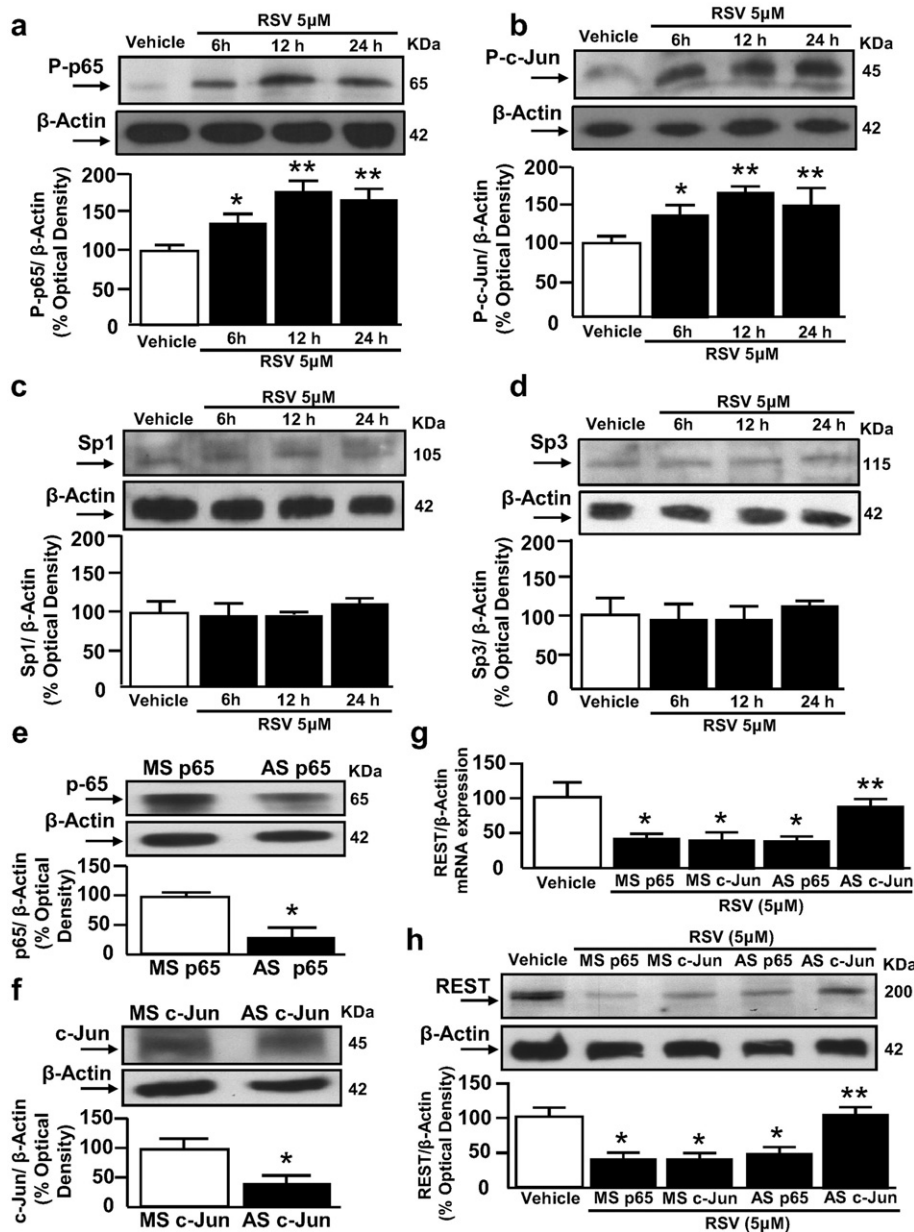 a
RSV 5µM
Vehicle 6h 12 h 24 h KDa
P-p65 65
β-Actin 42
P-p65/ β-Actin
(% Optical Density)
200
150
100
50
0
* ** **
Vehicle 6h 12 h 24 h
RSV 5µM
b
RSV 5µM
Vehicle 6h 12 h 24 h KDa
P-c-Jun 45
β-Actin 42
P-c-Jun/ β-Actin
(% Optical Density)
200
150
100
50
0
* ** **
Vehicle 6h 12 h 24 h
RSV 5µM
c
RSV 5µM
Vehicle 6h 12 h 24 h KDa
Sp1 105
β-Actin 42
Sp1/ β-Actin
(% Optical Density)
200
150
100
50
0
Vehicle 6h 12 h 24 h
RSV 5µM
d
RSV 5µM
Vehicle 6h 12 h 24 h KDa
Sp3 115
β-Actin 42
Sp3/ β-Actin
(% Optical Density)
200
150
100
50
0
Vehicle 6h 12 h 24 h
RSV 5µM
e
MS p65 AS p65 KDa
p-65 65
β-Actin 42
p65/ β-Actin
(% Optical
Density)
150
100
50
0
*
MS p65 AS p65
f
MS c-Jun AS c-Jun KDa
c-Jun 45
β-Actin 42
c-Jun/ β-Actin
(% Optical
Density)
150
100
50
0
*
MS c-Jun AS c-Jun
g
REST/β-Actin
mRNA expression
150
100
50
0
* * * **
Vehicle MS p65 MS c-Jun AS p65 AS c-Jun
RSV (5µM)
h
RSV (5µM)
Vehicle MS p65 MS c-Jun AS p65 AS c-Jun KDa
REST 200
β-Actin 42
REST/β-Actin
(% Optical Density)
150
100
50
0
* * * **
Vehicle MS p65 MS c-Jun AS p65 AS c-Jun
RSV (5µM)